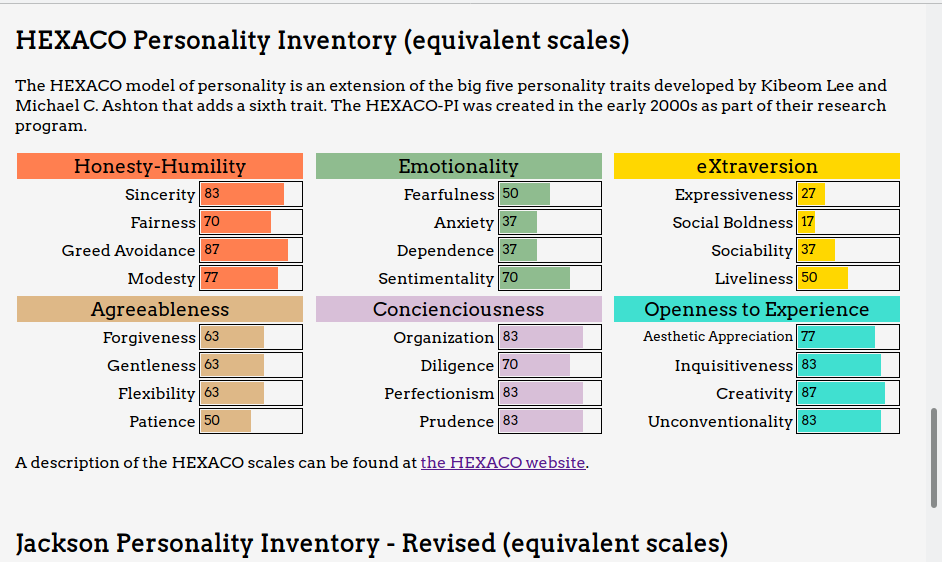 HEXACO Personality Inventory (equivalent scales)
The HEXACO model of personality is an extension of the big five personality traits developed by Kibeom Lee and
Michael C. Ashton that adds a sixth trait. The HEXACO-PI was created in the early 2000s as part of their research
program.
Honesty-Humility
Sincerity 83
Fairness 70
Greed Avoidance 87
Modesty 77
Emotionality
Fearfulness 50
Anxiety 37
Dependence 37
Sentimentality 70
eXtraversion
Expressiveness 27
Social Boldness 17
Sociability 37
Liveliness 50
Agreeableness
Forgiveness 63
Gentleness 63
Flexibility 63
Patience 50
Concienciousness
Organization 83
Diligence 70
Perfectionism 83
Prudence 83
Openness to Experience
Aesthetic Appreciation 77
Inquisitiveness 83
Creativity 87
Unconventionality 83
A description of the HEXACO scales can be found at the HEXACO website.
Jackson Personality Inventory - Revised (equivalent scales)